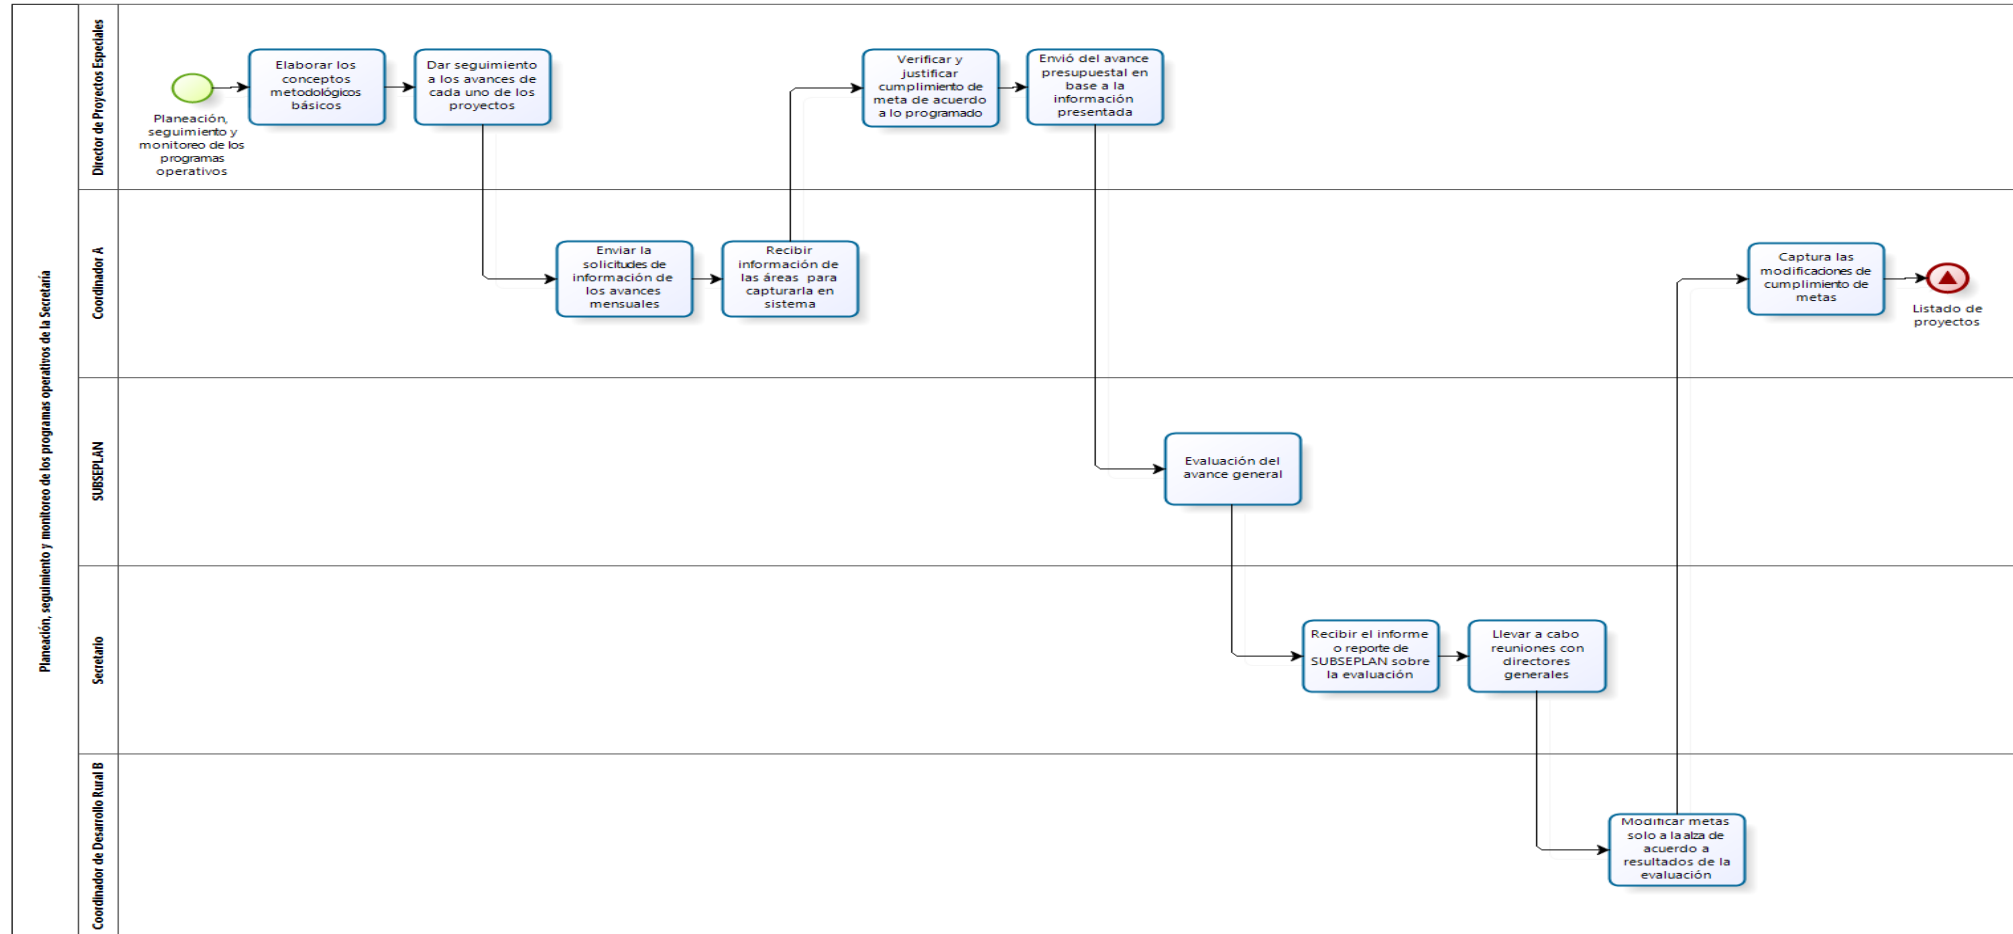 Planeación, seguimiento y monitoreo de los programas operativos de la Secretaría
Director de Proyectos Especiales
Planeación,
seguimiento y
monitoreo de los
programas
operativos
Elaborar los
conceptos
metodológicos
básicos
Dar seguimiento
a los avances de
cada uno de los
proyectos
Verificar y
justificar
cumplimiento de
meta de acuerdo
a lo programado
Envió del avance
presupuestal en
base a la
información
presentada
Coordinador A
Enviar la
solicitudes de
información de
los avances
mensuales
Recibir
información de
las áreas para
capturarla en
sistema
Captura las
modificaciones de
cumplimiento de
metas
Listado de
proyectos
SUBSEPLAN
Evaluación del
avance general
Secretario
Recibir el informe
o reporte de
SUBSEPLAN sobre
la evaluación
Llevar a cabo
reuniones con
directores
generales
Coordinador de Desarrollo Rural B
Modificar metas
solo a la alza de
acuerdo a
resultados de la
evaluación